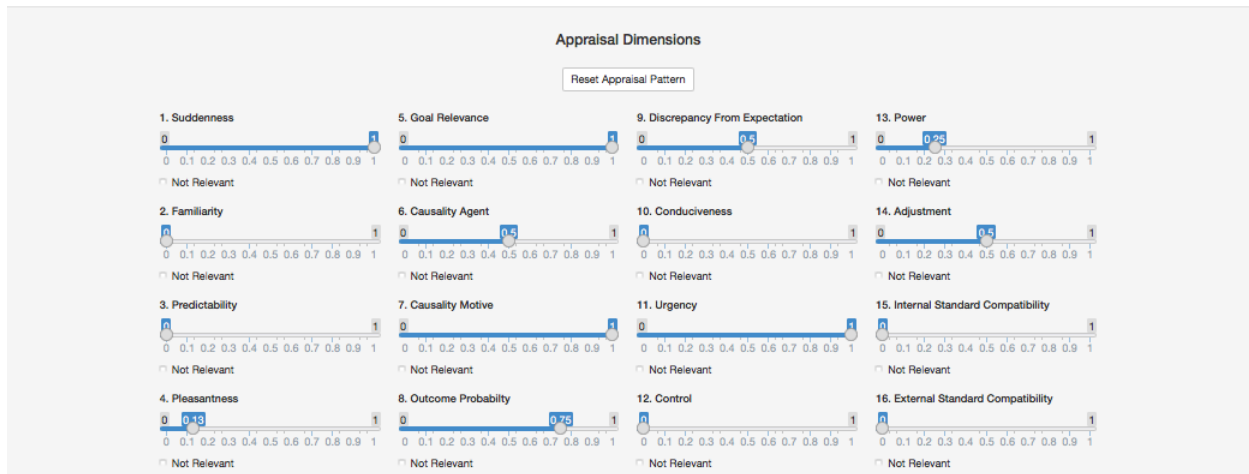 Appraisal Dimensions
Reset Appraisal Pattern
1. Suddenness 5. Goal Relevance 9. Discrepancy From Expectation 13. Power
0 1 0 1 0 0.5 1 0 0.25 1
0 0.1 0.2 0.3 0.4 0.5 0.6 0.7 0.8 0.9 1 0 0.1 0.2 0.3 0.4 0.5 0.6 0.7 0.8 0.9 1 0 0.1 0.2 0.3 0.4 0.5 0.6 0.7 0.8 0.9 1 0 0.1 0.2 0.3 0.4 0.5 0.6 0.7 0.8 0.9 1
Not Relevant Not Relevant Not Relevant Not Relevant
2. Familiarity 6. Causality Agent 10. Conduciveness 14. Adjustment
0 1 0 0.5 1 0 1 0 0.5 1
0 0.1 0.2 0.3 0.4 0.5 0.6 0.7 0.8 0.9 1 0 0.1 0.2 0.3 0.4 0.5 0.6 0.7 0.8 0.9 1 0 0.1 0.2 0.3 0.4 0.5 0.6 0.7 0.8 0.9 1 0 0.1 0.2 0.3 0.4 0.5 0.6 0.7 0.8 0.9 1
Not Relevant Not Relevant Not Relevant Not Relevant
3. Predictability 7. Causality Motive 11. Urgency 15. Internal Standard Compatibility
0 1 0 1 0 1 0 1
0 0.1 0.2 0.3 0.4 0.5 0.6 0.7 0.8 0.9 1 0 0.1 0.2 0.3 0.4 0.5 0.6 0.7 0.8 0.9 1 0 0.1 0.2 0.3 0.4 0.5 0.6 0.7 0.8 0.9 1 0 0.1 0.2 0.3 0.4 0.5 0.6 0.7 0.8 0.9 1
Not Relevant Not Relevant Not Relevant Not Relevant
4. Pleasantness 8. Outcome Probabilty 12. Control 16. External Standard Compatibility
0 0.13 1 0 0.75 1 0 1 0 1
0 0.1 0.2 0.3 0.4 0.5 0.6 0.7 0.8 0.9 1 0 0.1 0.2 0.3 0.4 0.5 0.6 0.7 0.8 0.9 1 0 0.1 0.2 0.3 0.4 0.5 0.6 0.7 0.8 0.9 1 0 0.1 0.2 0.3 0.4 0.5 0.6 0.7 0.8 0.9 1
Not Relevant Not Relevant Not Relevant Not Relevant